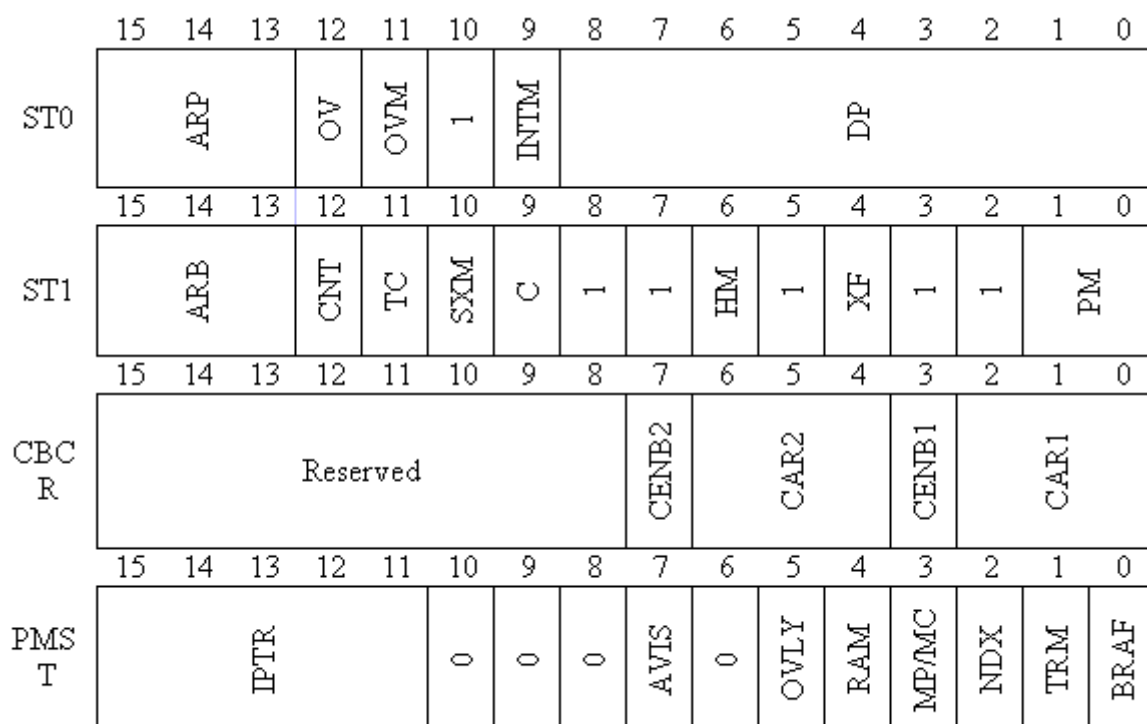 15 14 13 12 11 10 9 8 7 6 5 4 3 2 1 0
ST0 ARP OV OVM 1 INTM DP
15 14 13 12 11 10 9 8 7 6 5 4 3 2 1 0
ST1 ARB CNT TC SXM C 1 1 HM 1 XF 1 1 PM
15 14 13 12 11 10 9 8 7 6 5 4 3 2 1 0
CBC
R
Reserved CENB2 CAR2 CENB1 CAR1
15 14 13 12 11 10 9 8 7 6 5 4 3 2 1 0
PMS
T
IPTR 0 0 0 AVIS 0 OVLY RAM MP/MC NDX TRM BRAF